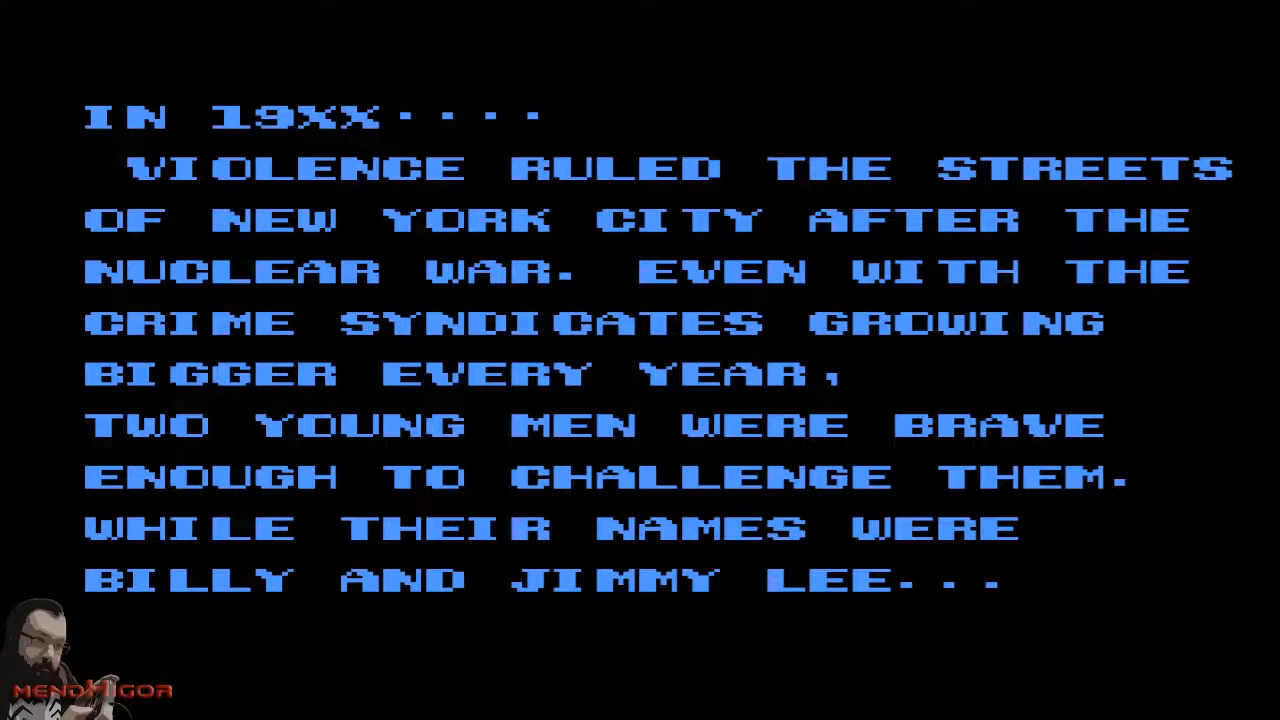 IN 19XX····
VIOLENCE RULED THE STREETS
OF NEW YORK CITY AFTER THE
NUCLEAR WAR. EVEN WITH THE
CRIME SYNDICATES GROWING
BIGGER EVERY YEAR,
TWO YOUNG MEN WERE BRAVE
ENOUGH TO CHALLENGE THEM.
WHILE THEIR NAMES WERE
BILLY AND JIMMY LEE...
MENDHIGOR